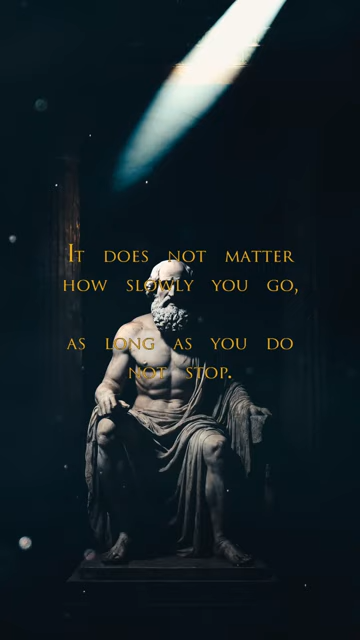 It does not matter
how slowly you go,
as long as you do
not stop.